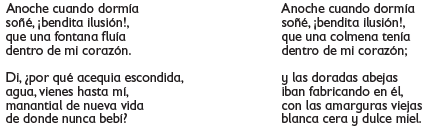 Anoche cuando dormía
soñé, ¡bendita ilusión!,
que una fontana fluía
dentro de mi corazón.

Di, ¿por qué acequia escondida,
agua, vienes hasta mí,
manantial de nueva vida
de donde nunca bebí?

Anoche cuando dormía
soñé, ¡bendita ilusión!,
que una colmena tenía
dentro de mi corazón;

y las doradas abejas
iban fabricando en él,
con las amarguras viejas
blanca cera y dulce miel.